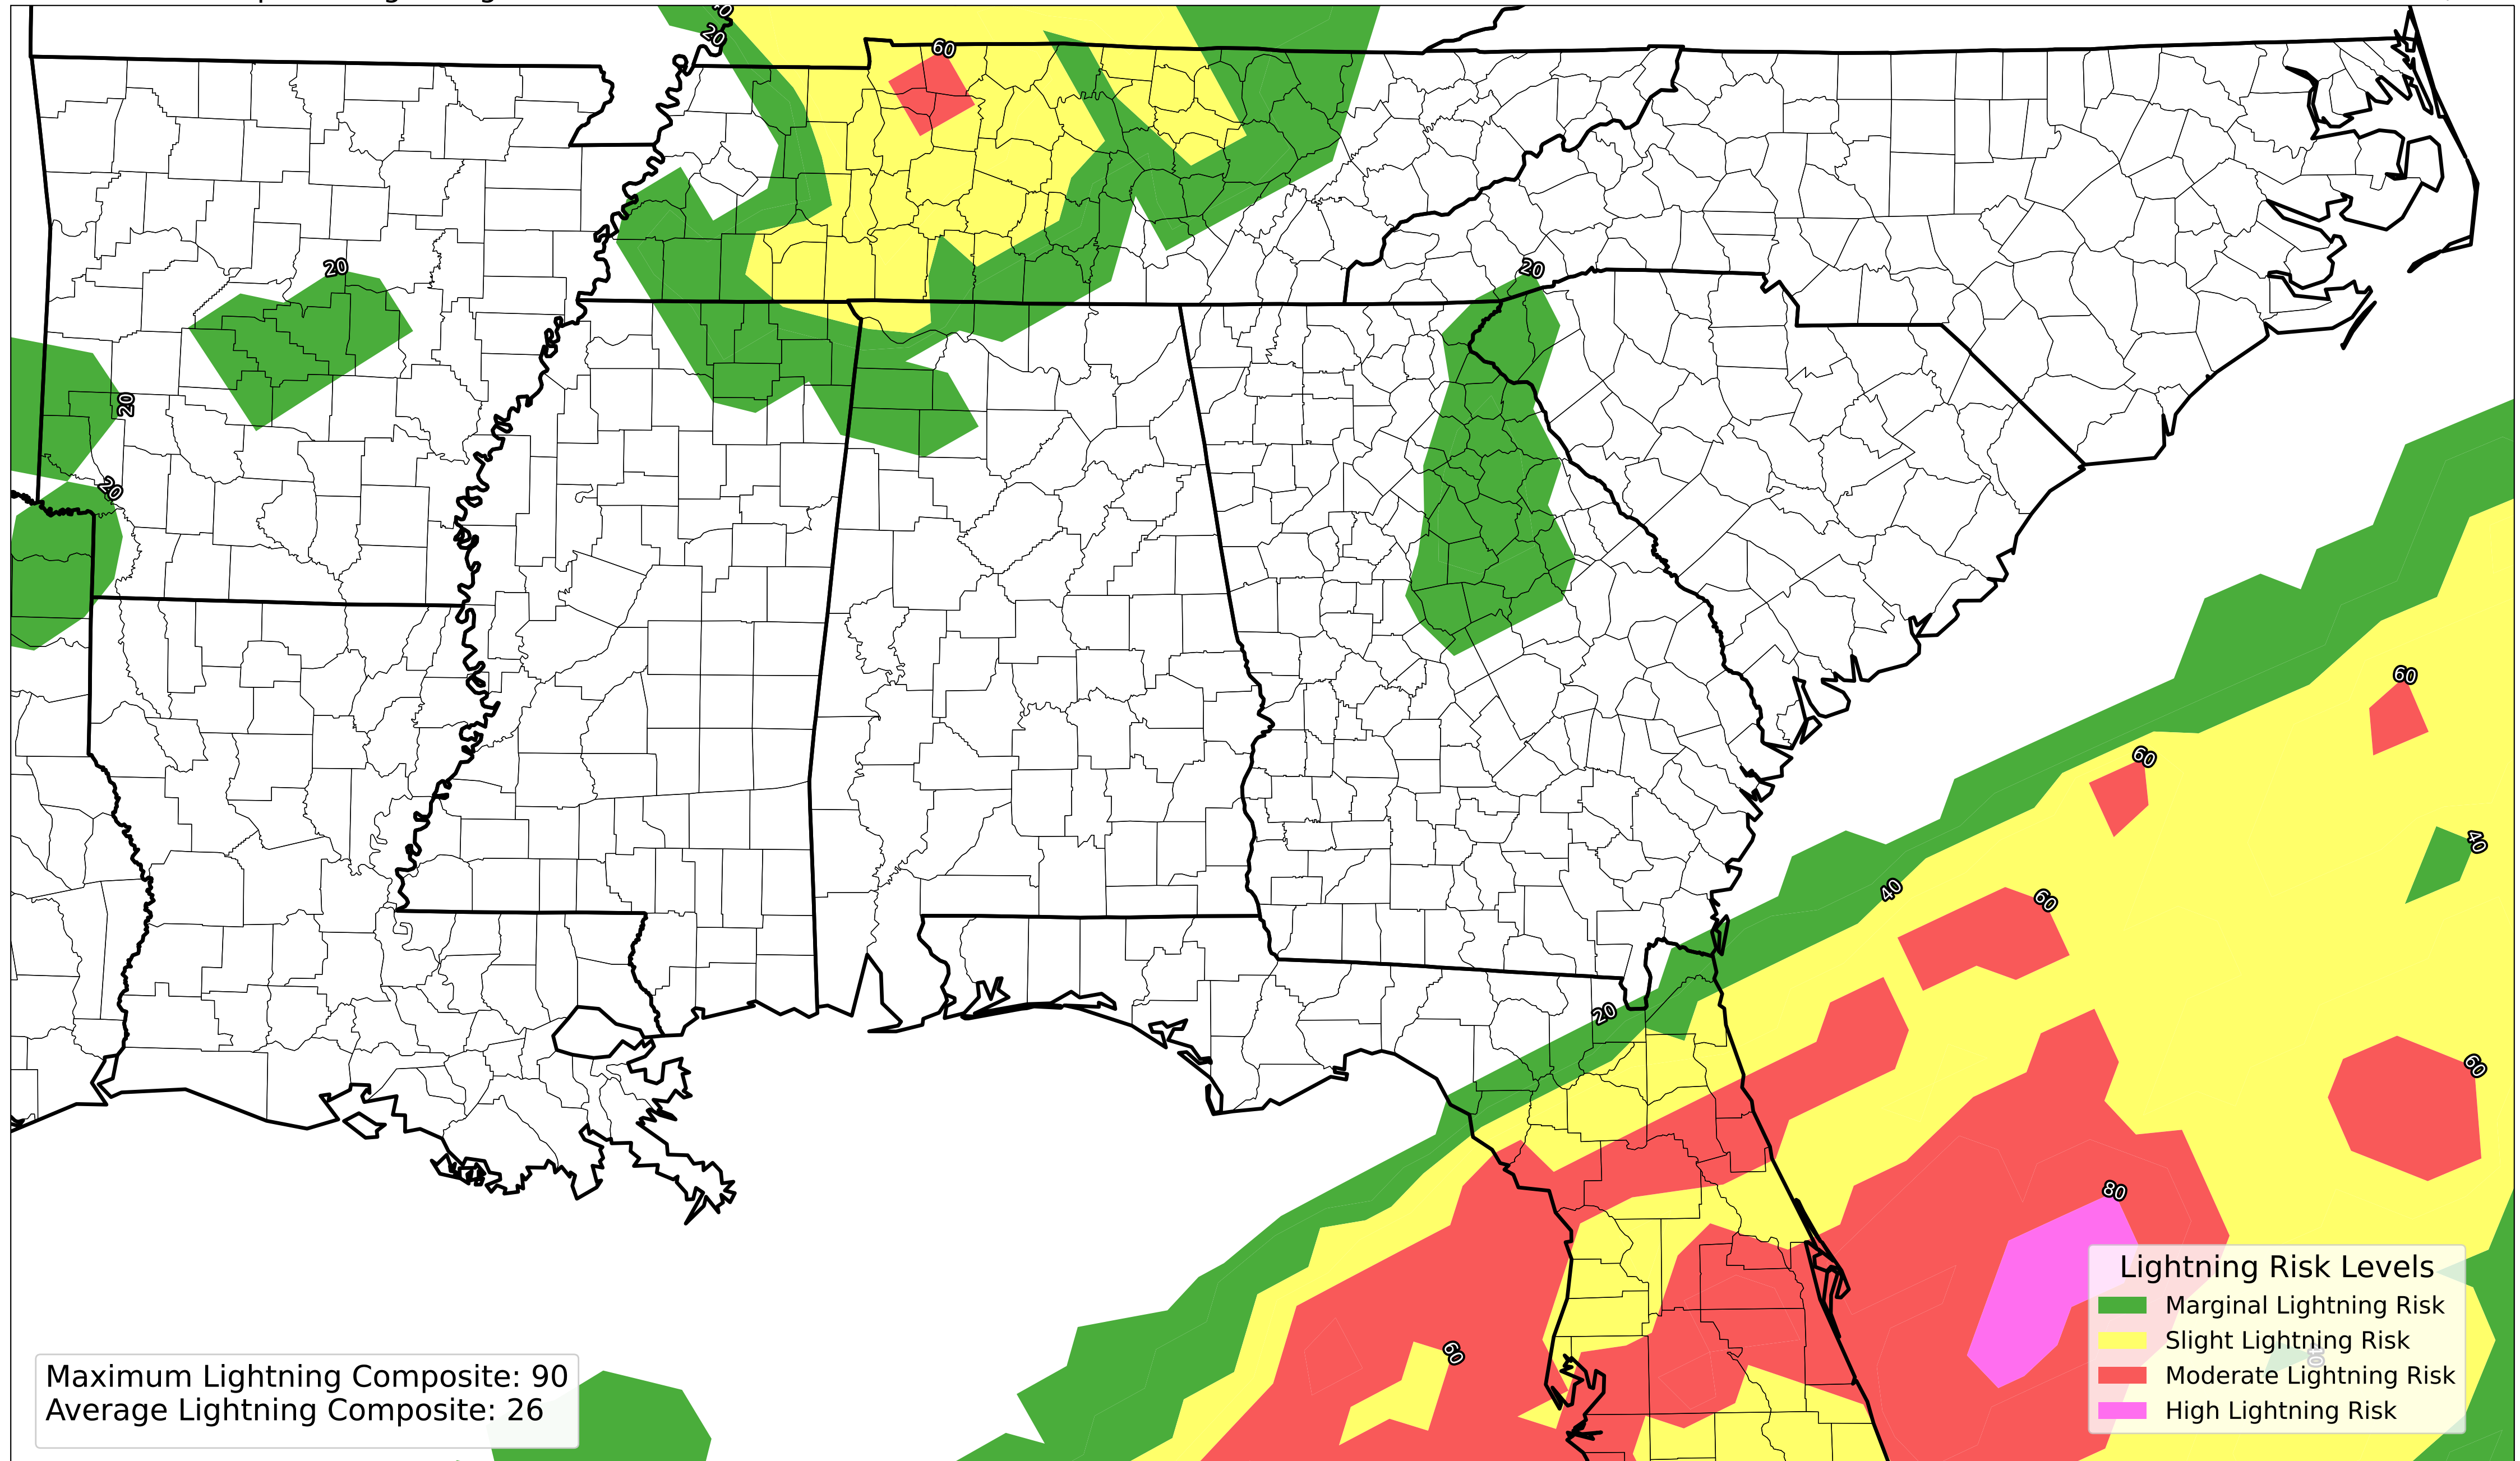 20
60
20
20
20
20
60
60
40
40
60
20
60
80
60
Lightning Risk Levels
Marginal Lightning Risk
Slight Lightning Risk
Moderate Lightning Risk
High Lightning Risk
Maximum Lightning Composite: 90
Average Lightning Composite: 26